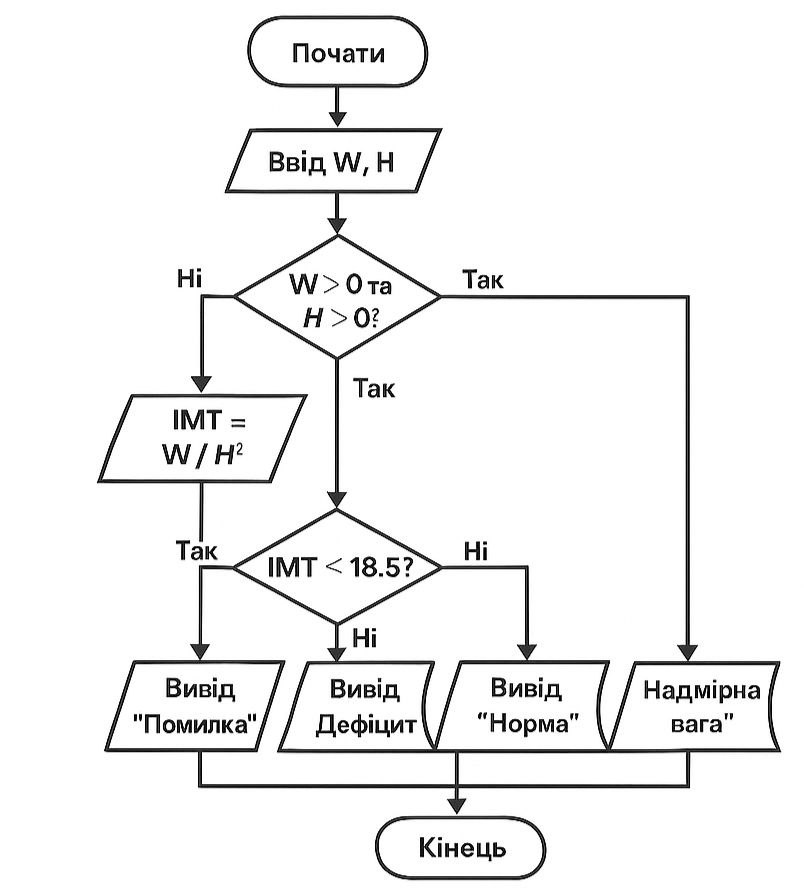 Почати
Ввід W, H
Ні
W > 0 та
H > 0?
Так
Так
IMT =
W / H²
Так
IMT < 18.5?
Ні
Ні
Вивід
"Помилка"
Вивід
Дефіцит
Вивід
“Норма”
Надмірна
вага"
Кінець